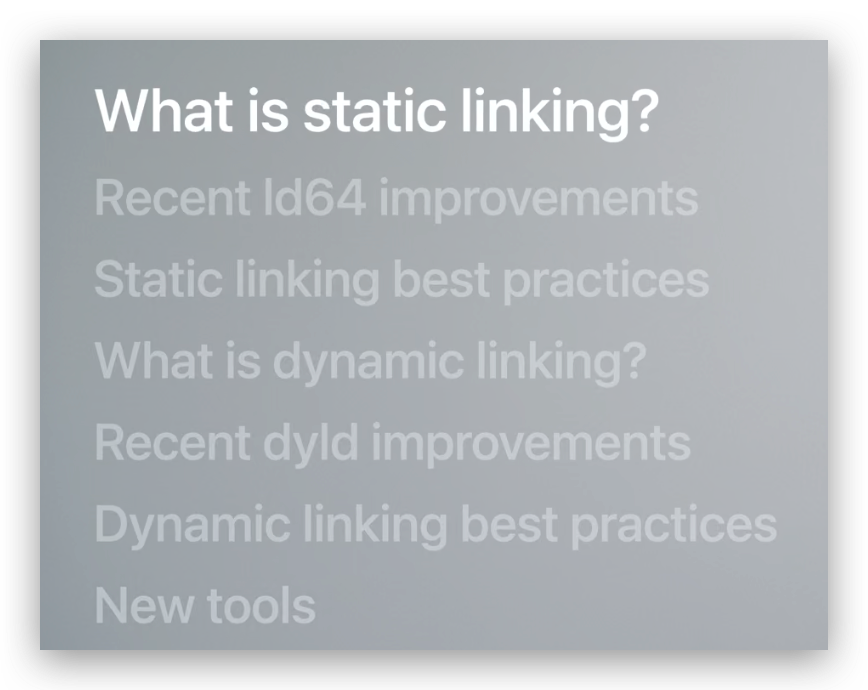 What is static linking?
Recent ld64 improvements
Static linking best practices
What is dynamic linking?
Recent dyld improvements
Dynamic linking best practices
New tools